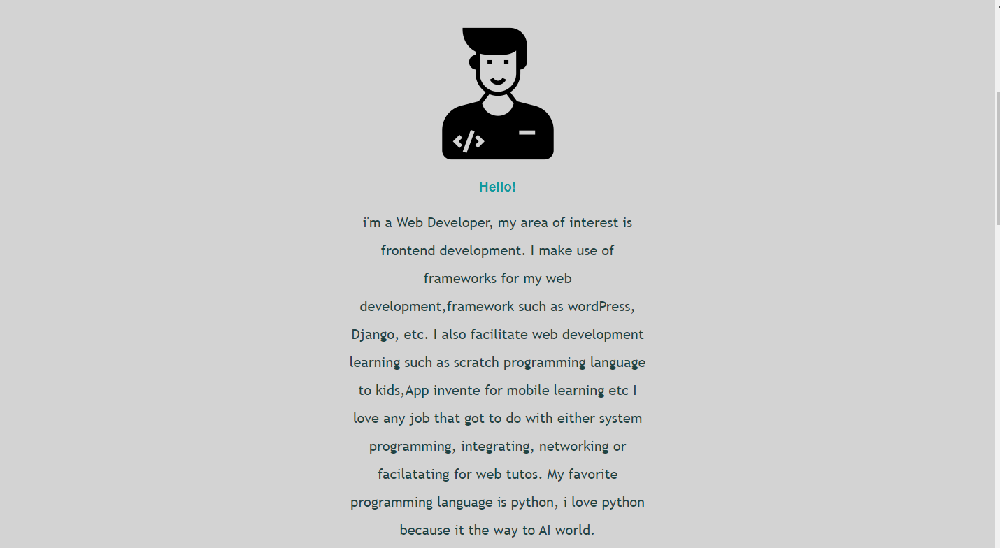 </>
Hello!
i'm a Web Developer, my area of interest is
frontend development. I make use of
frameworks for my web
development,framework such as wordPress,
Django, etc. I also facilitate web development
learning such as scratch programming language
to kids,App invente for mobile learning etc I
love any job that got to do with either system
programming, integrating, networking or
facilatating for web tutos. My favorite
programming language is python, i love python
because it the way to AI world.